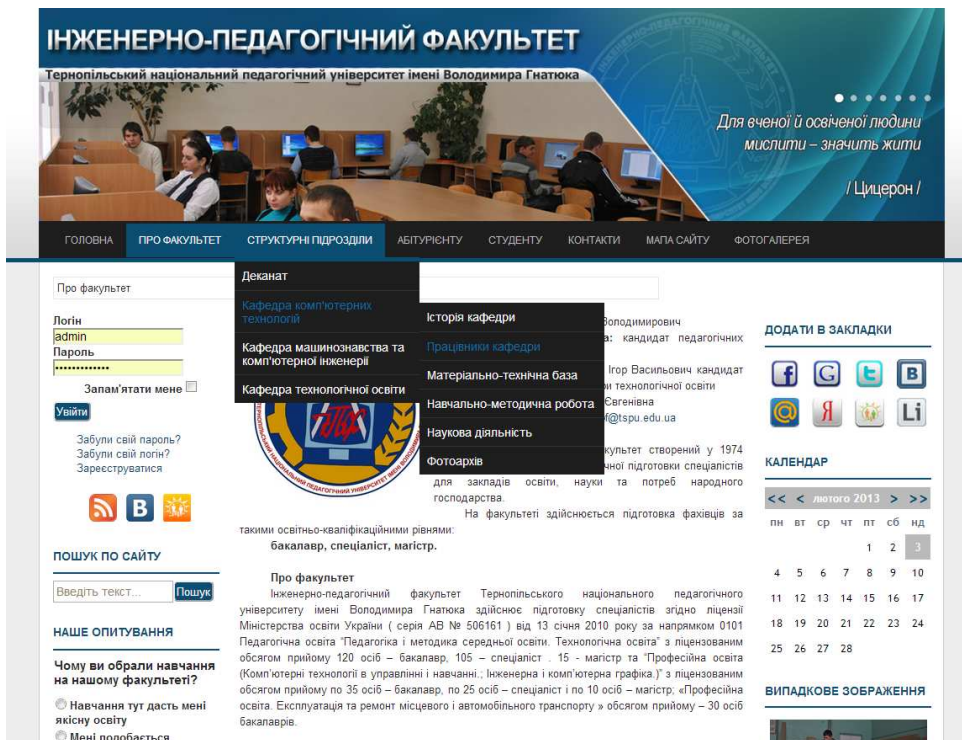 ІНЖЕНЕРНО-ПЕДАГОГІЧНИЙ ФАКУЛЬТЕТ
Тернопільський національний педагогічний університет імені Володимира Гнатюка
Для вченої й освіченої людини
мислити – значить жити
/ Цицерон /
ГОЛОВНА ПРО ФАКУЛЬТЕТ СТРУКТУРНІ ПІДРОЗДІЛИ АБІТУРІЄНТУ СТУДЕНТУ КОНТАКТИ МАПА САЙТУ ФОТОГАЛЕРЕЯ
Про факультет
Логін
admin
Пароль
Запам'ятати мене
Увійти
Забули свій пароль?
Забули свій логін?
Зареєструватися
ПОШУК ПО САЙТУ
Введіть текст... Пошук
НАШЕ ОПИТУВАННЯ
Чому ви обрали навчання
на нашому факультеті?
Навчання тут дасть мені
якісну освіту
Мені подобається
Деканат
Кафедра комп'ютерних
технологій
Кафедра машинознавства та
комп'ютерної інженерії
Кафедра технологічної освіти
Історія кафедри
Працівники кафедри
Матеріально-технічна база
Навчально-методична робота
Наукова діяльність
Фотоархів
Володимирович
кандидат педагогічних
Ігор Васильович кандидат
технологічної освіти
Євгенівна
@tspu.edu.ua
створений у 1974
підготовки спеціалістів
для закладів освіти, науки та потреб народного
господарства.
На факультеті здійснюється підготовка фахівців за
такими освітньо-кваліфікаційними рівнями:
бакалавр, спеціаліст, магістр.
Про факультет
Інженерно-педагогічний факультет Тернопільського національного педагогічного
університету імені Володимира Гнатюка здійснює підготовку спеціалістів згідно ліцензії
Міністерства освіти України ( серія АВ № 506161 ) від 13 січня 2010 року за напрямком 0101
Педагогічна освіта “Педагогіка і методика середньої освіти. Технологічна освіта” з ліцензованим
обсягом прийому 120 осіб – бакалавр, 105 – спеціаліст . 15 - магістр та “Професійна освіта
(Комп'ютерні технології в управлінні і навчанні.; Інженерна і комп'ютерна графіка.)” з ліцензованим
обсягом прийому по 35 осіб – бакалавр, по 25 осіб – спеціаліст і по 10 осіб – магістр; «Професійна
освіта. Експлуатація та ремонт місцевого і автомобільного транспорту » обсягом прийому – 30 осіб
бакалаврів.
ДОДАТИ В ЗАКЛАДКИ
КАЛЕНДАР
<< < лютого 2013 > >>
пн вт ср чт пт сб нд
1 2 3
4 5 6 7 8 9 10
11 12 13 14 15 16 17
18 19 20 21 22 23 24
25 26 27 28
ВИПАДКОВЕ ЗОБРАЖЕННЯ